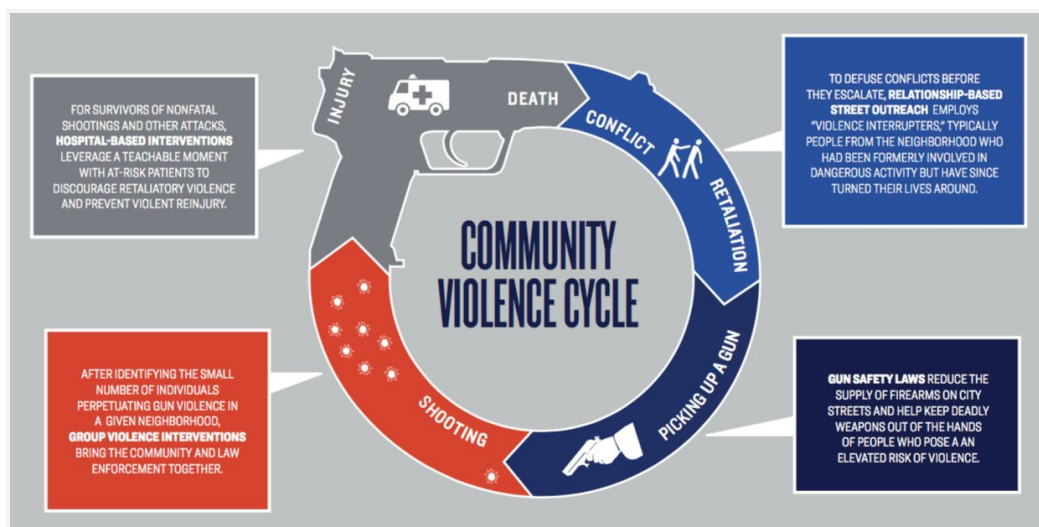 FOR SURVIVORS OF NONFATAL
SHOOTINGS AND OTHER ATTACKS,
HOSPITAL-BASED INTERVENTIONS
LEVERAGE A TEACHABLE MOMENT
WITH AT-RISK PATIENTS TO
DISCOURAGE RETALIATORY VIOLENCE
AND PREVENT VIOLENT REINJURY.
INJURY
DEATH
CONFLICT
RETALIATION
TO DEFUSE CONFLICTS BEFORE
THEY ESCALATE, RELATIONSHIP-BASED
STREET OUTREACH EMPLOYS
"VIOLENCE INTERRUPTERS," TYPICALLY
PEOPLE FROM THE NEIGHBORHOOD WHO
HAD BEEN FORMERLY INVOLVED IN
DANGEROUS ACTIVITY BUT HAVE SINCE
TURNED THEIR LIVES AROUND.
COMMUNITY
VIOLENCE CYCLE
AFTER IDENTIFYING THE SMALL
NUMBER OF INDIVIDUALS
PERPETUATING GUN VIOLENCE IN
A GIVEN NEIGHBORHOOD,
GROUP VIOLENCE INTERVENTIONS
BRING THE COMMUNITY AND LAW
ENFORCEMENT TOGETHER.
SHOOTING
PICKING UP A GUN
GUN SAFETY LAWS REDUCE THE
SUPPLY OF FIREARMS ON CITY
STREETS AND HELP KEEP DEADLY
WEAPONS OUT OF THE HANDS
OF PEOPLE WHO POSE A AN
ELEVATED RISK OF VIOLENCE.